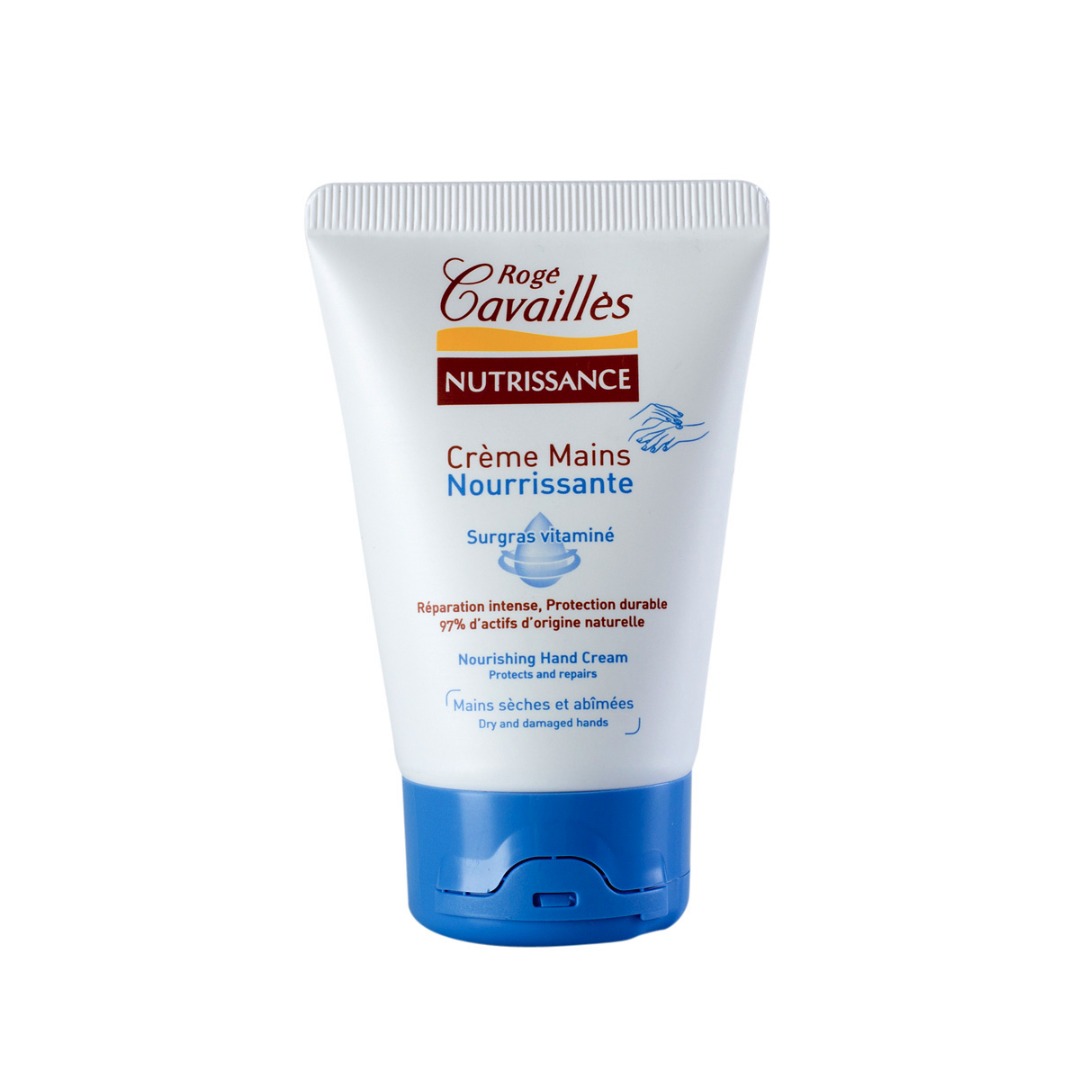 Rogé
Cavaillès
NUTRISSANCE
Crème Mains
Nourrissante
Surgras vitaminé
Réparation intense, Protection durable
97% d'actifs d'origine naturelle
Nourishing Hand Cream
Protects and repairs
Mains sèches et abîmées
Dry and damaged hands